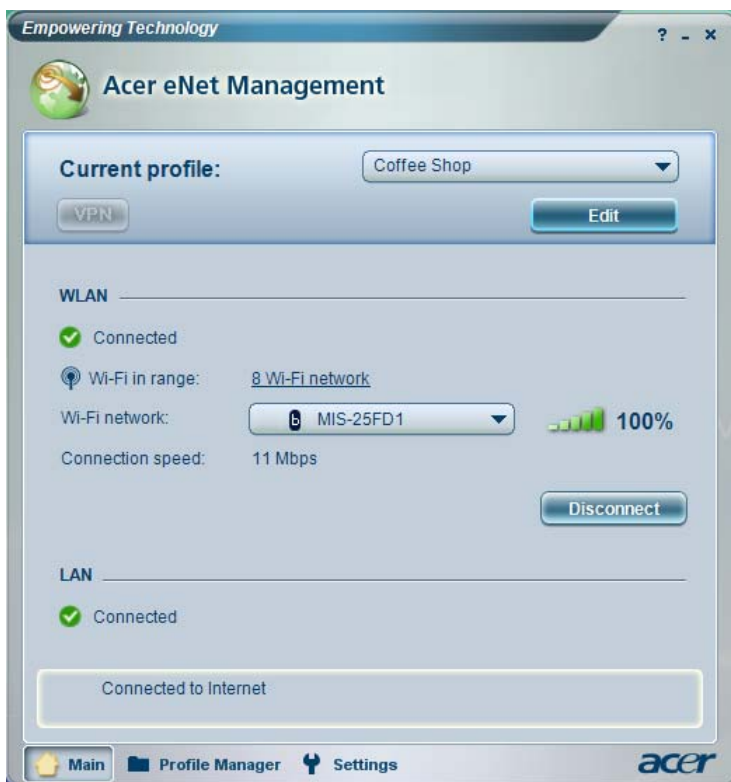 Empowering Technology
? - x
Acer eNet Management
Current profile: Coffee Shop
VPN Edit
WLAN
Connected
Wi-Fi in range: 8 Wi-Fi network
Wi-Fi network: b MIS-25FD1 100%
Connection speed: 11 Mbps
Disconnect
LAN
Connected
Connected to Internet
Main Profile Manager Settings acer